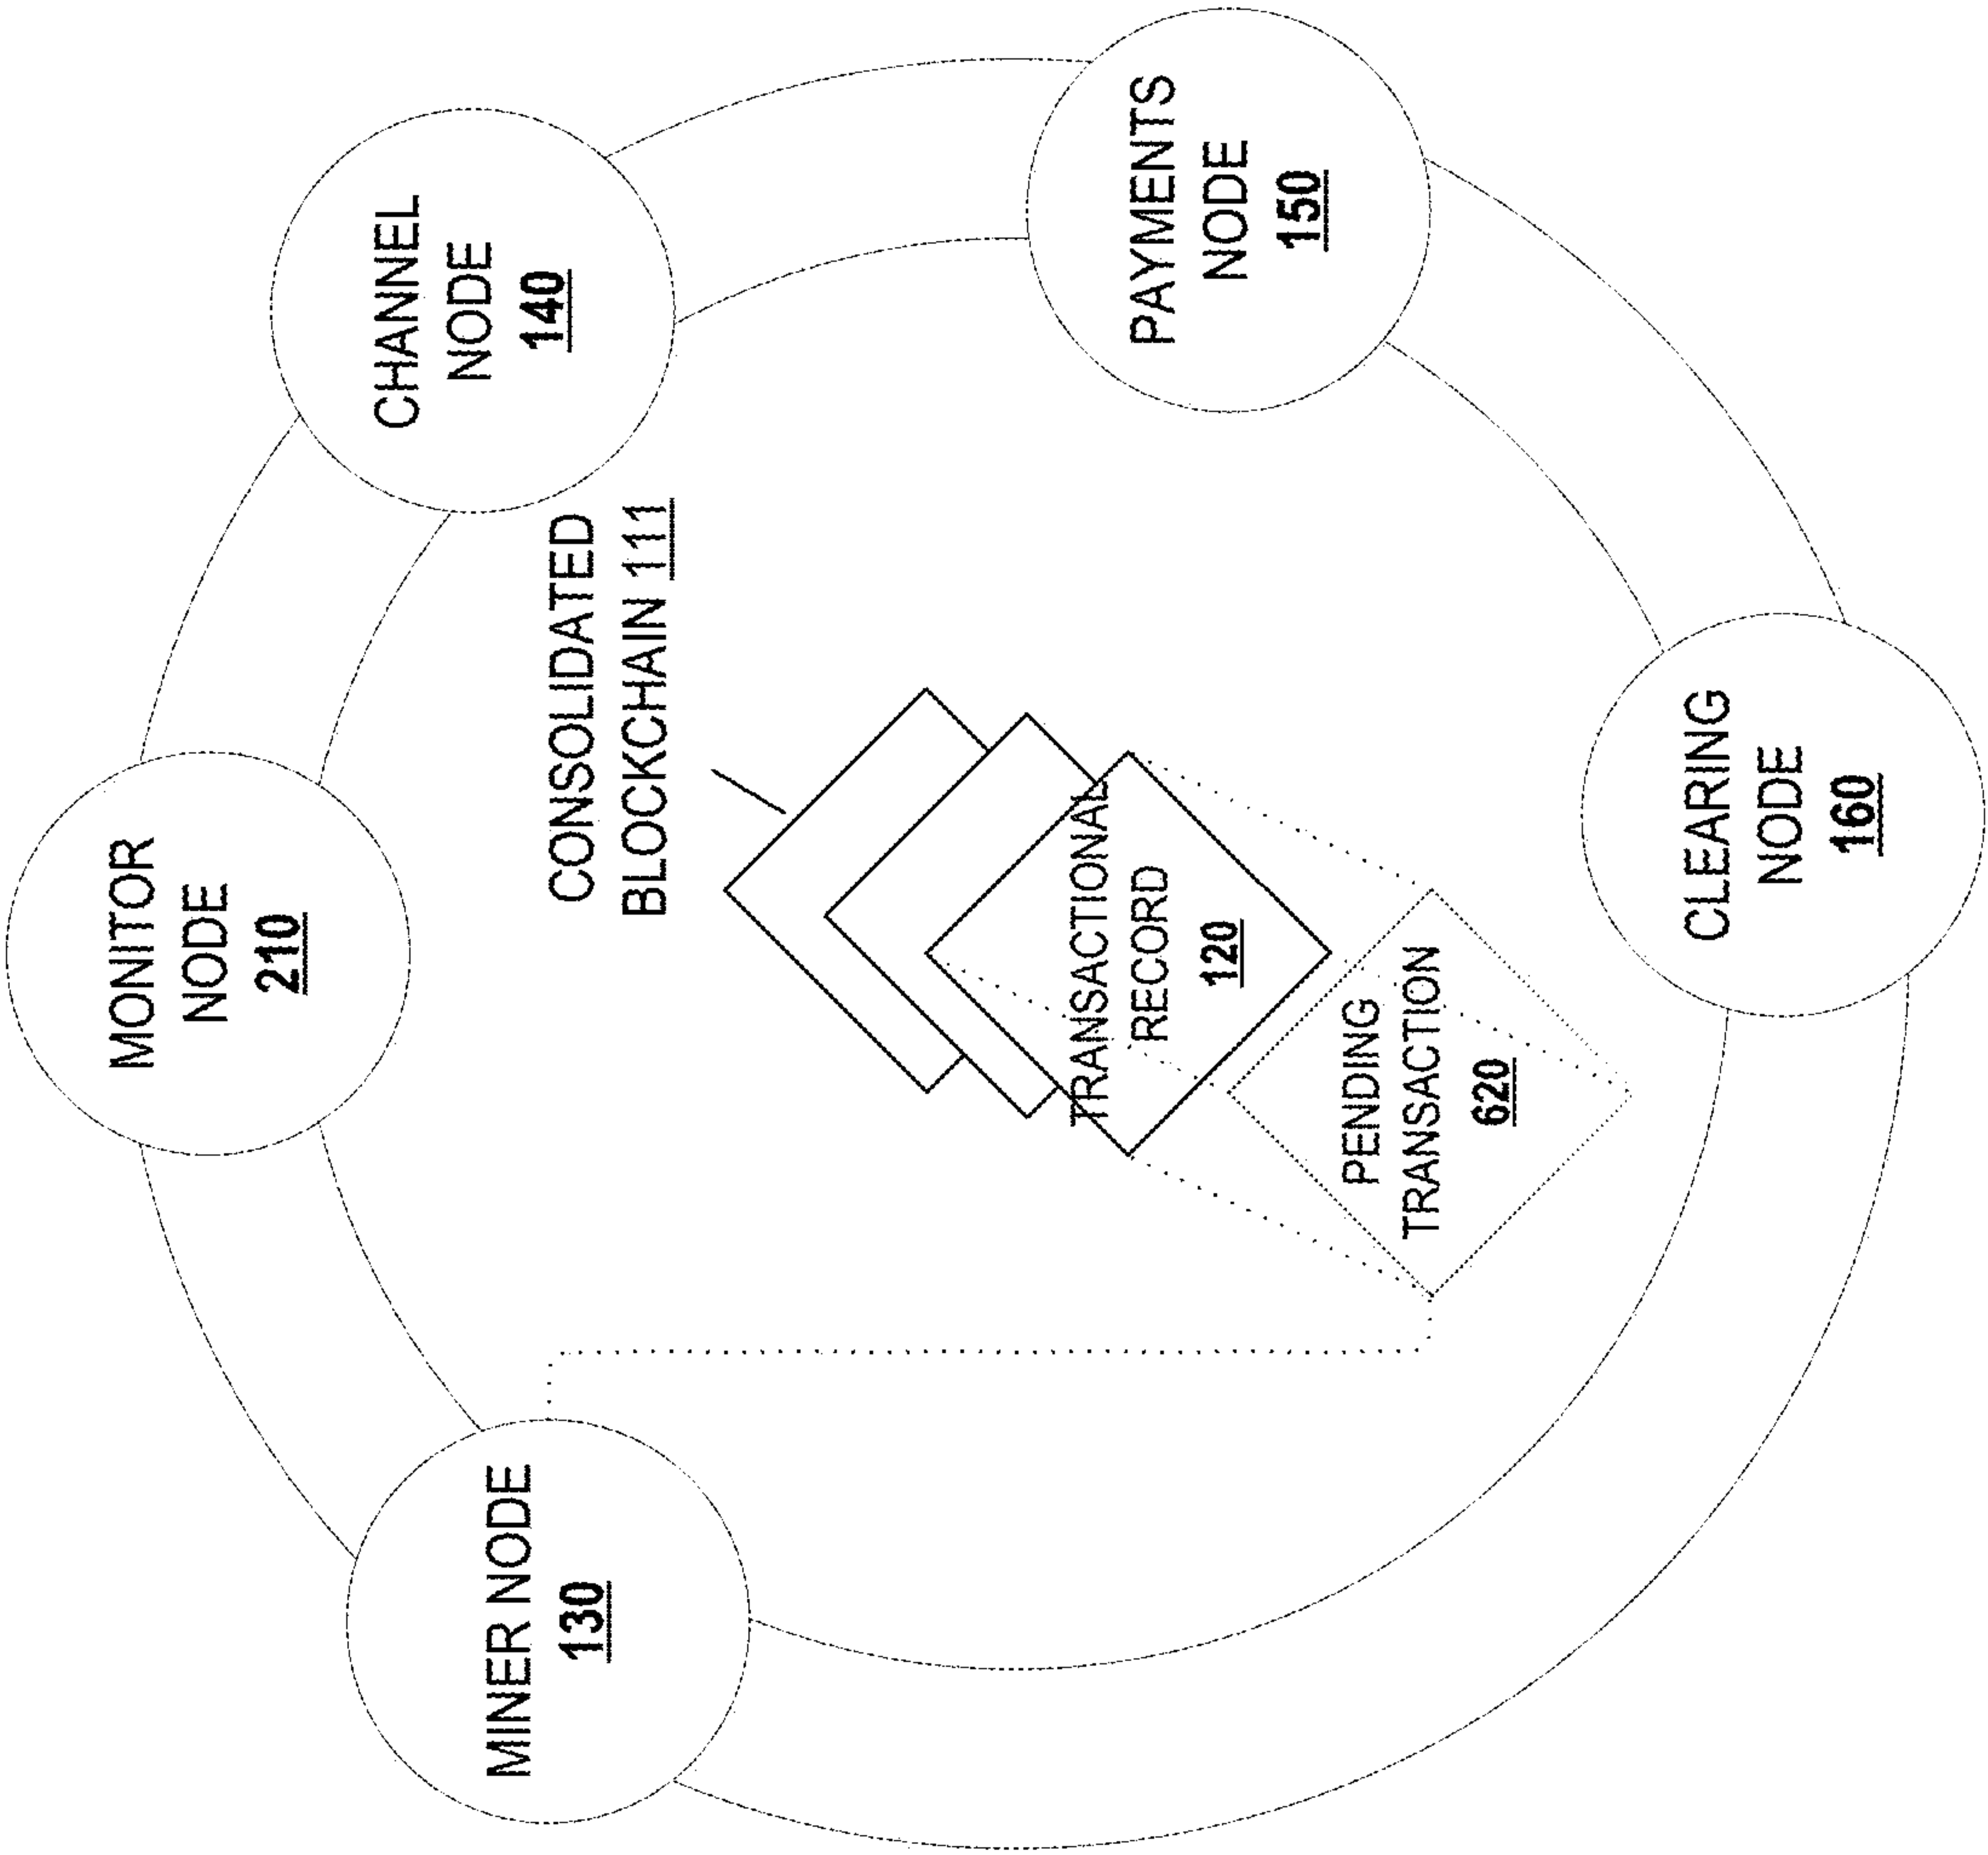 MONITOR
NODE
210
CHANNEL
NODE
140
PAYMENTS
NODE
150
CLEARING
NODE
160
MINER NODE
130
CONSOLIDATED
BLOCKCHAIN 111
TRANSACTIONAL
RECORD
120
PENDING
TRANSACTION
620